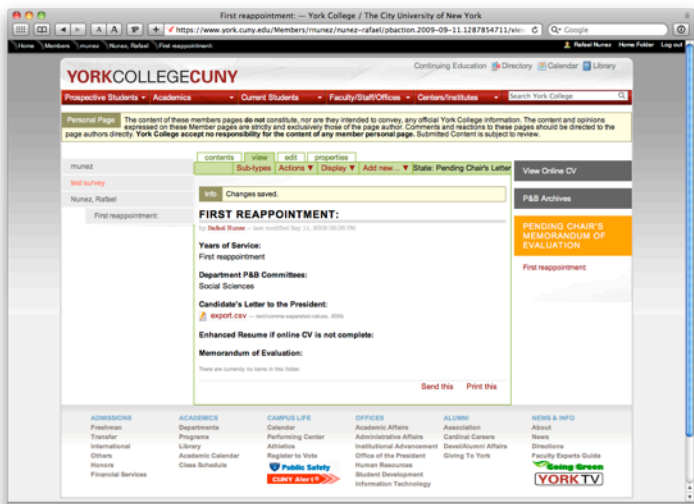 First reappointment: — York College / The City University of New York
https://www.york.cuny.edu/Members/rnunez/nunez-rafael/pbaction.2009-09-11.1287854711/view
Google
Home Members rnunez Nunez, Rafael First reappointment:
Rafael Nunez Home Folder Log out
Continuing Education Directory Calendar Library
YORKCOLLEGECUNY
Prospective Students Academics Current Students Faculty/Staff/Offices Centers/Institutes Search York College
Personal Page The content of these members pages do not constitute, nor are they intended to convey, any official York College information. The content and opinions
expressed on these Member pages are strictly and exclusively those of the page author. Comments and reactions to these pages should be directed to the
page authors directly. York College accept no responsibility for the content of any member personal page. Submitted Content is subject to
review.
contents view edit properties
Sub-types Actions ▼ Display ▼ Add new... ▼ State: Pending Chair's Letter
rnunez
test survey
Nunez, Rafael
First reappointment:
Info Changes saved.
FIRST REAPPOINTMENT:
by Rafael Nunez — last modified Sep 11, 2009 06:06 PM
Years of Service:
First reappointment
Department P&B Committees:
Social Sciences
Candidate's Letter to the President:
export.csv — text/comma-separated-values, 90Kb
Enhanced Resume if online CV is not complete:
Memorandum of Evaluation:
There are currently no items in this folder.
Send this Print this
View Online CV
P&B Archives
PENDING CHAIR'S
MEMORANDUM OF
EVALUATION
First reappointment:
ADMISSIONS
Freshman
Transfer
International
Others
Honors
Financial Services
ACADEMICS
Departments
Programs
Library
Academic Calendar
Class Schedule
CAMPUS LIFE
Calendar
Performing Center
Athletics
Register to Vote
Public Safety
CUNY Alert
OFFICES
Academic Affairs
Administrative Affairs
Institutional Advancement
Office of the President
Human Resources
Student Development
Information Technology
ALUMNI
Association
Cardinal Careers
Devel/Alumni Affairs
Giving To York
NEWS & INFO
About
News
Directions
Faculty Experts Guide
Going Green
YORK TV